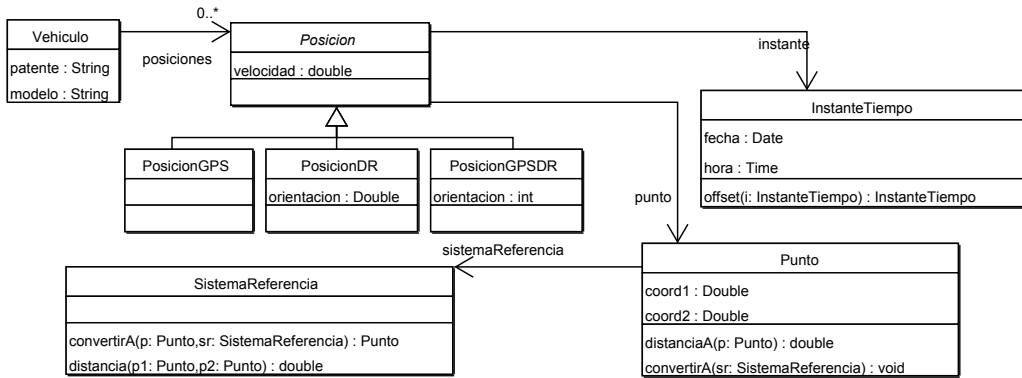 0..*
Vehiculo
patente : String
modelo : String
posiciones
Posicion
velocidad : double
instante
InstanteTiempo
fecha : Date
hora : Time
offset(i: InstanteTiempo) : InstanteTiempo
PosicionGPS
PosicionDR
orientacion : Double
PosicionGPSDR
orientacion : int
punto
sistemaReferencia
SistemaReferencia
convertirA(p: Punto,sr: SistemaReferencia) : Punto
distancia(p1: Punto,p2: Punto) : double
Punto
coord1 : Double
coord2 : Double
distanciaA(p: Punto) : double
convertirA(sr: SistemaReferencia) : void